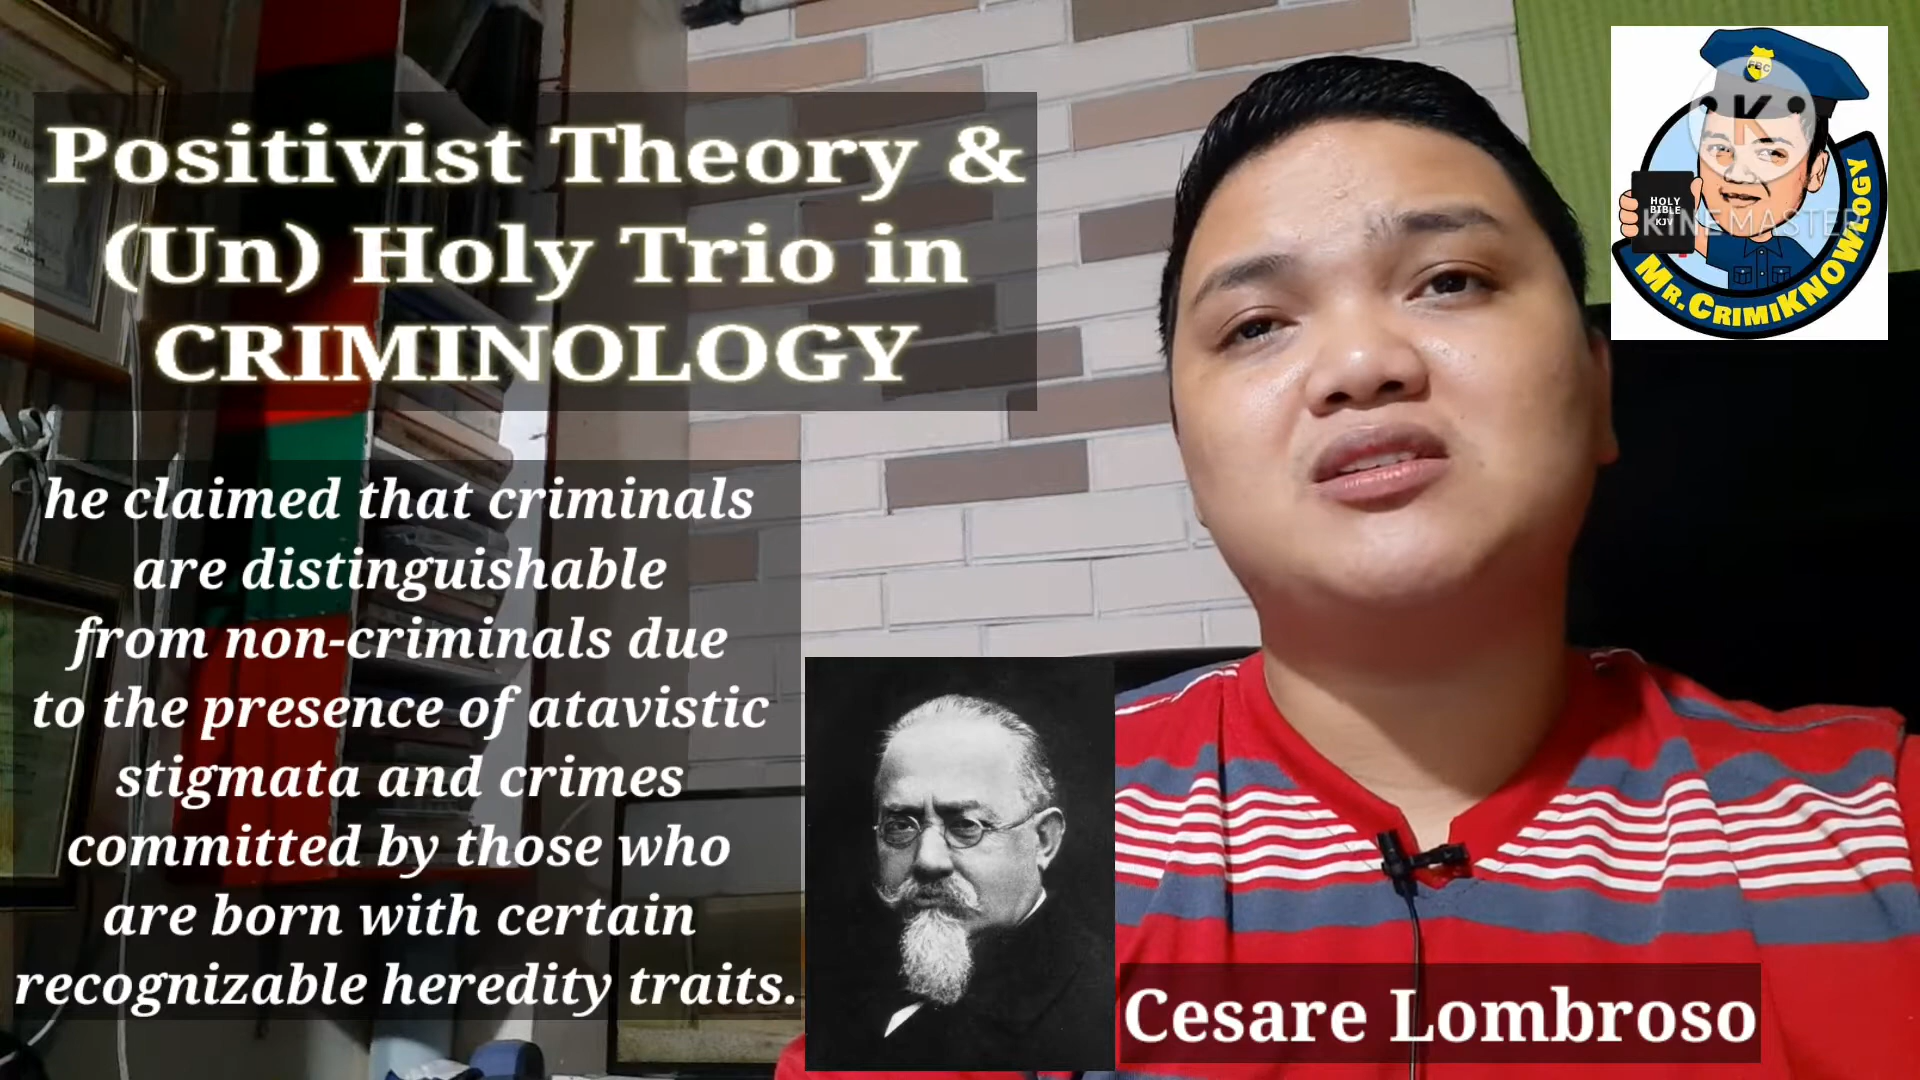 Positivist Theory &
(Un) Holy Trio in
CRIMINOLOGY
he claimed that criminals
are distinguishable
from non-criminals due
to the presence of atavistic
stigmata and crimes
committed by those who
are born with certain
recognizable heredity traits.
Cesare Lombroso
FBC
K
KINEMASTER
HOLY
BIBLE
KJV
MR.CRIMIKNOWLOGY